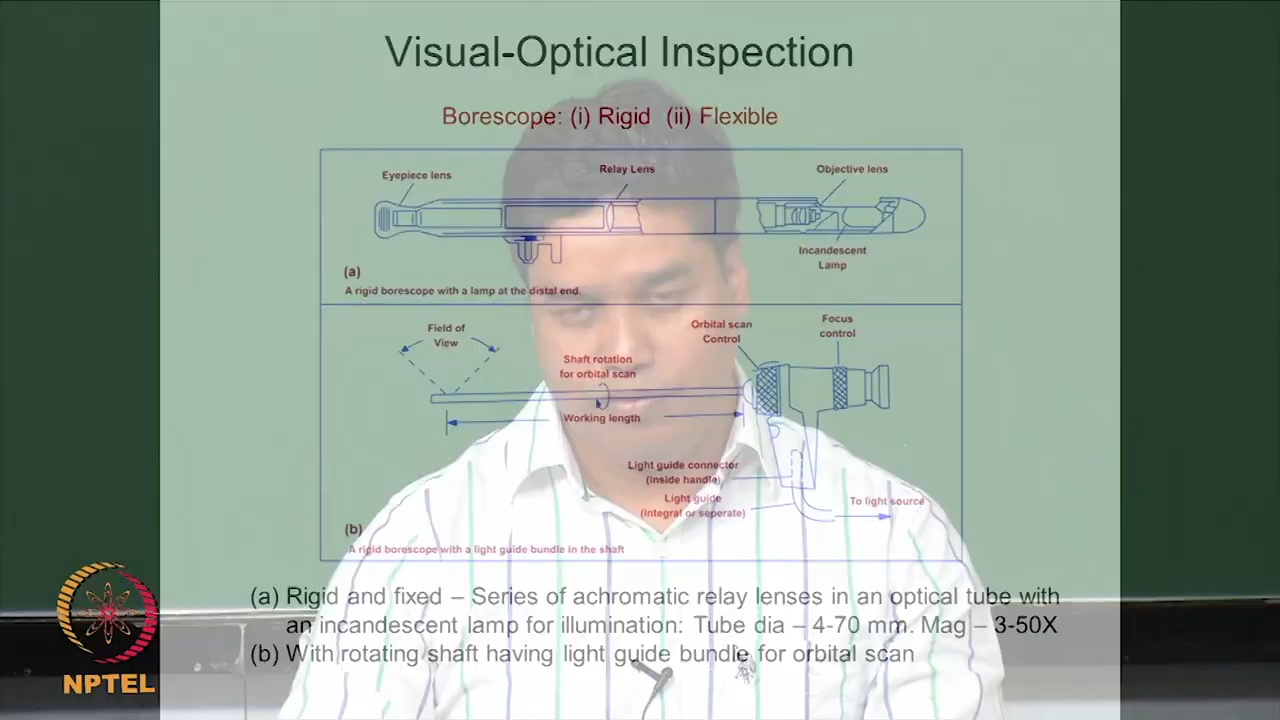 Visual-Optical Inspection
Borescope: (i) Rigid (ii) Flexible
Eyepiece lens
Relay Lens
Objective lens
Incandescent
Lamp
(a)
A rigid borescope with a lamp at the distal end.
Field of
View
Shaft rotation
for orbital scan
Orbital scan
Control
Focus
control
Working length
Light guide connector
(inside handle)
Light guide
(integral or seperate)
To light source
(b)
A rigid borescope with a light guide bundle in the shaft
(a) Rigid and fixed – Series of achromatic relay lenses in an optical tube with
an incandescent lamp for illumination: Tube dia – 4-70 mm. Mag – 3-50X
(b) With rotating shaft having light guide bundle for orbital scan
NPTEL